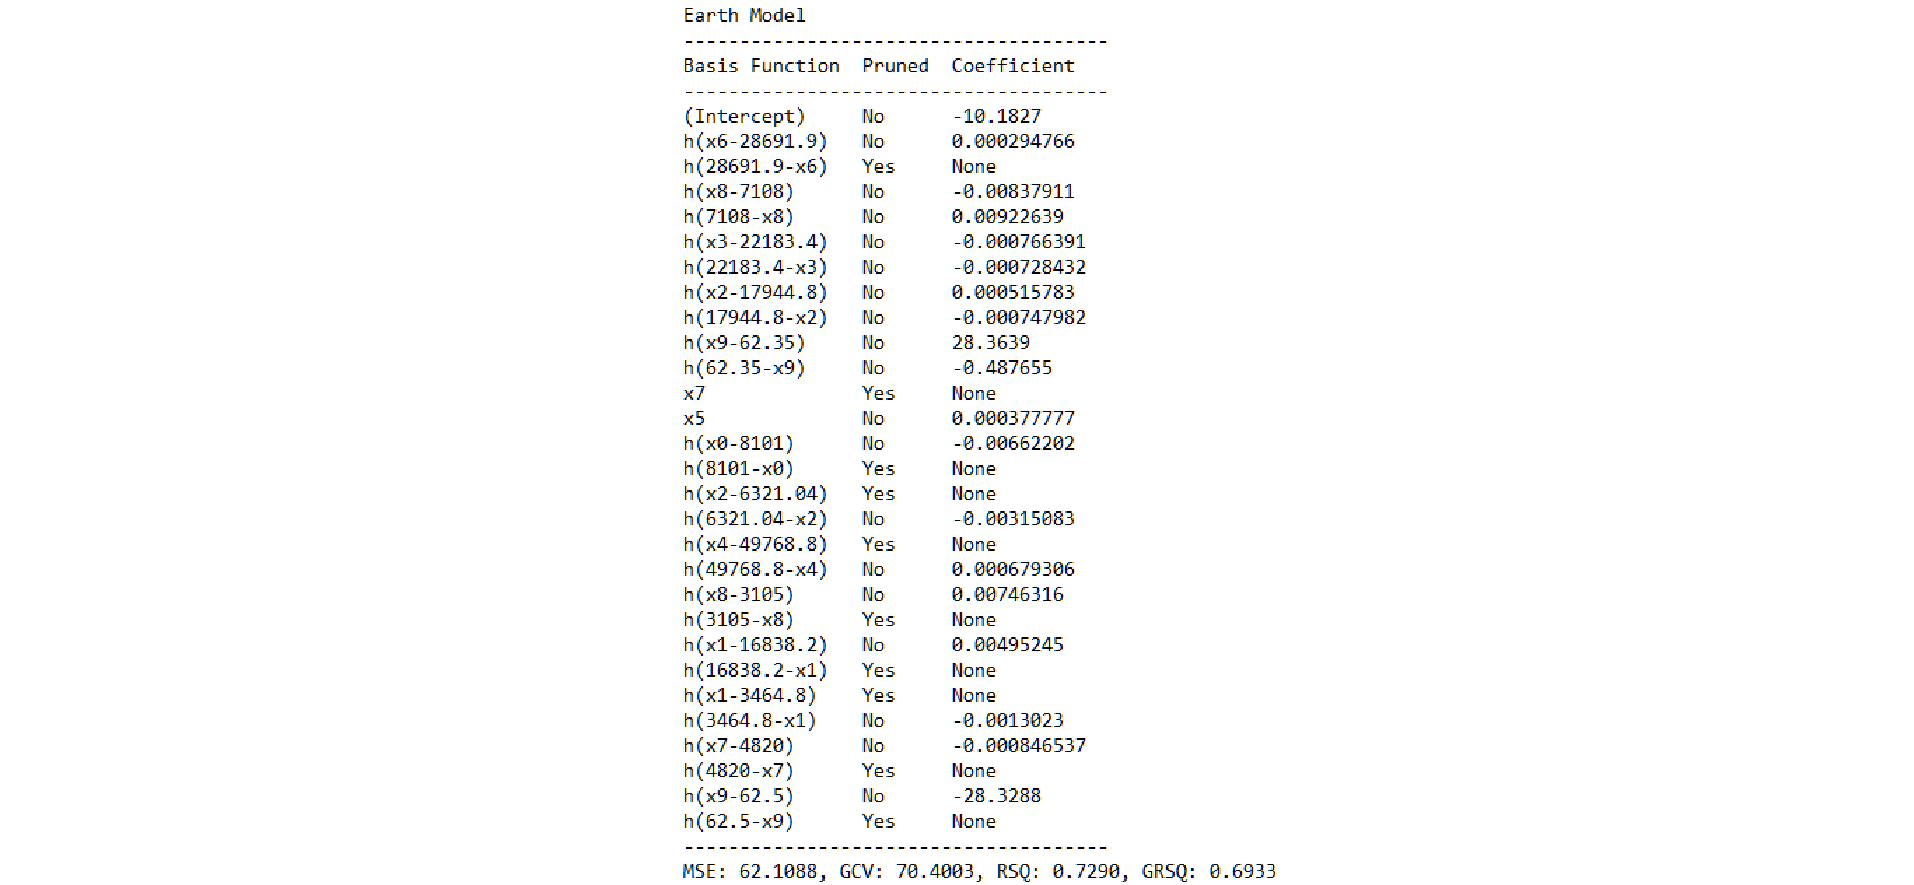 Earth Model
--------------------------------------
Basis Function  Pruned  Coefficient
--------------------------------------
(Intercept)     No      -10.1827
h(x6-28691.9)   No      0.000294766
h(28691.9-x6)   Yes     None
h(x8-7108)      No      -0.00837911
h(7108-x8)      No      0.00922639
h(x3-22183.4)   No      -0.000766391
h(22183.4-x3)   No      -0.000728432
h(x2-17944.8)   No      0.000515783
h(17944.8-x2)   No      -0.000747982
h(x9-62.35)     No      28.3639
h(62.35-x9)     No      -0.487655
x7              Yes     None
x5              No      0.000377777
h(x0-8101)      No      -0.00662202
h(8101-x0)      Yes     None
h(x2-6321.04)   Yes     None
h(6321.04-x2)   No      -0.00315083
h(x4-49768.8)   Yes     None
h(49768.8-x4)   No      0.000679306
h(x8-3105)      No      0.00746316
h(3105-x8)      Yes     None
h(x1-16838.2)   No      0.00495245
h(16838.2-x1)   Yes     None
h(x1-3464.8)    Yes     None
h(3464.8-x1)    No      -0.0013023
h(x7-4820)      No      -0.000846537
h(4820-x7)      Yes     None
h(x9-62.5)      No      -28.3288
h(62.5-x9)      Yes     None
--------------------------------------
MSE: 62.1088, GCV: 70.4003, RSQ: 0.7290, GRSQ: 0.6933